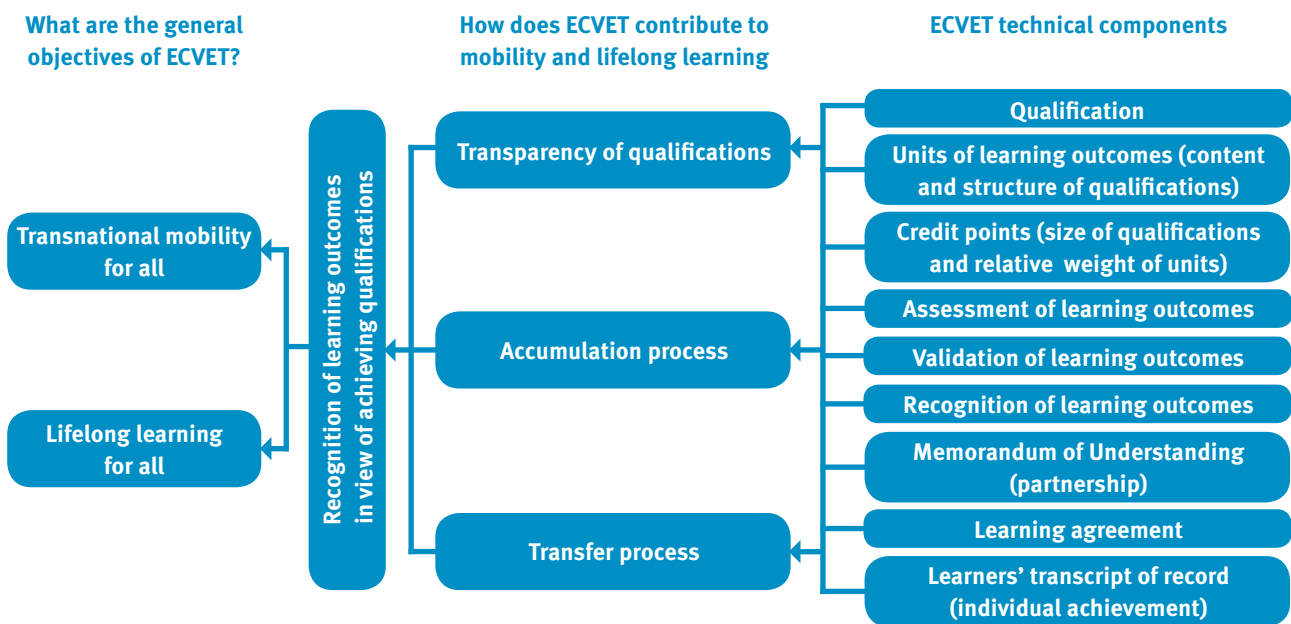 What are the general
objectives of ECVET?
How does ECVET contribute to
mobility and lifelong learning
ECVET technical components
Transnational mobility
for all
Lifelong learning
for all
Recognition of learning outcomes
in view of achieving qualifications
Transparency of qualifications
Accumulation process
Transfer process
Qualification
Units of learning outcomes (content
and structure of qualifications)
Credit points (size of qualifications
and relative weight of units)
Assessment of learning outcomes
Validation of learning outcomes
Recognition of learning outcomes
Memorandum of Understanding
(partnership)
Learning agreement
Learners’ transcript of record
(individual achievement)